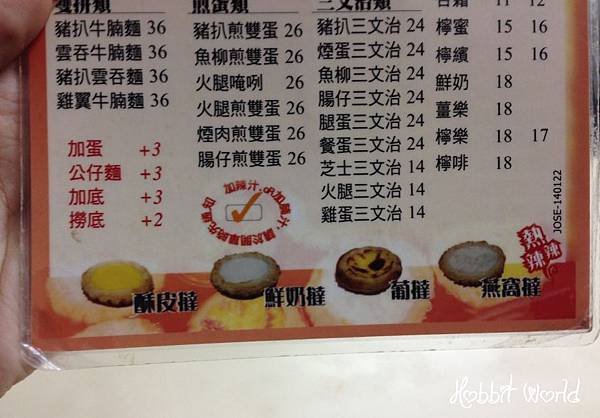 雙拼類
豬扒牛腩麵 36
雲吞牛腩麵 36
豬扒雲吞麵 36
雞翼牛腩麵 36
加蛋 +3
公仔麵 +3
加底 +3
撈底 +2
煎蛋類
豬扒煎雙蛋 26
魚柳煎雙蛋 26
火腿唵咧 26
火腿煎雙蛋 26
煙肉煎雙蛋 26
腸仔煎雙蛋 26
三文治類
豬扒三文治 24
煙蛋三文治 24
魚柳三文治 24
腸仔三文治 24
腿蛋三文治 24
餐蛋三文治 24
芝士三文治 14
火腿三文治 14
雞蛋三文治 14
11 12
檸蜜 15 16
檸檳 15 16
鮮奶 18
薑樂 18
檸樂 18 17
檸啡 18
JOSE-140122
熱辣辣
酥皮撻
鮮奶撻
葡撻
燕窩撻
Hobbit World